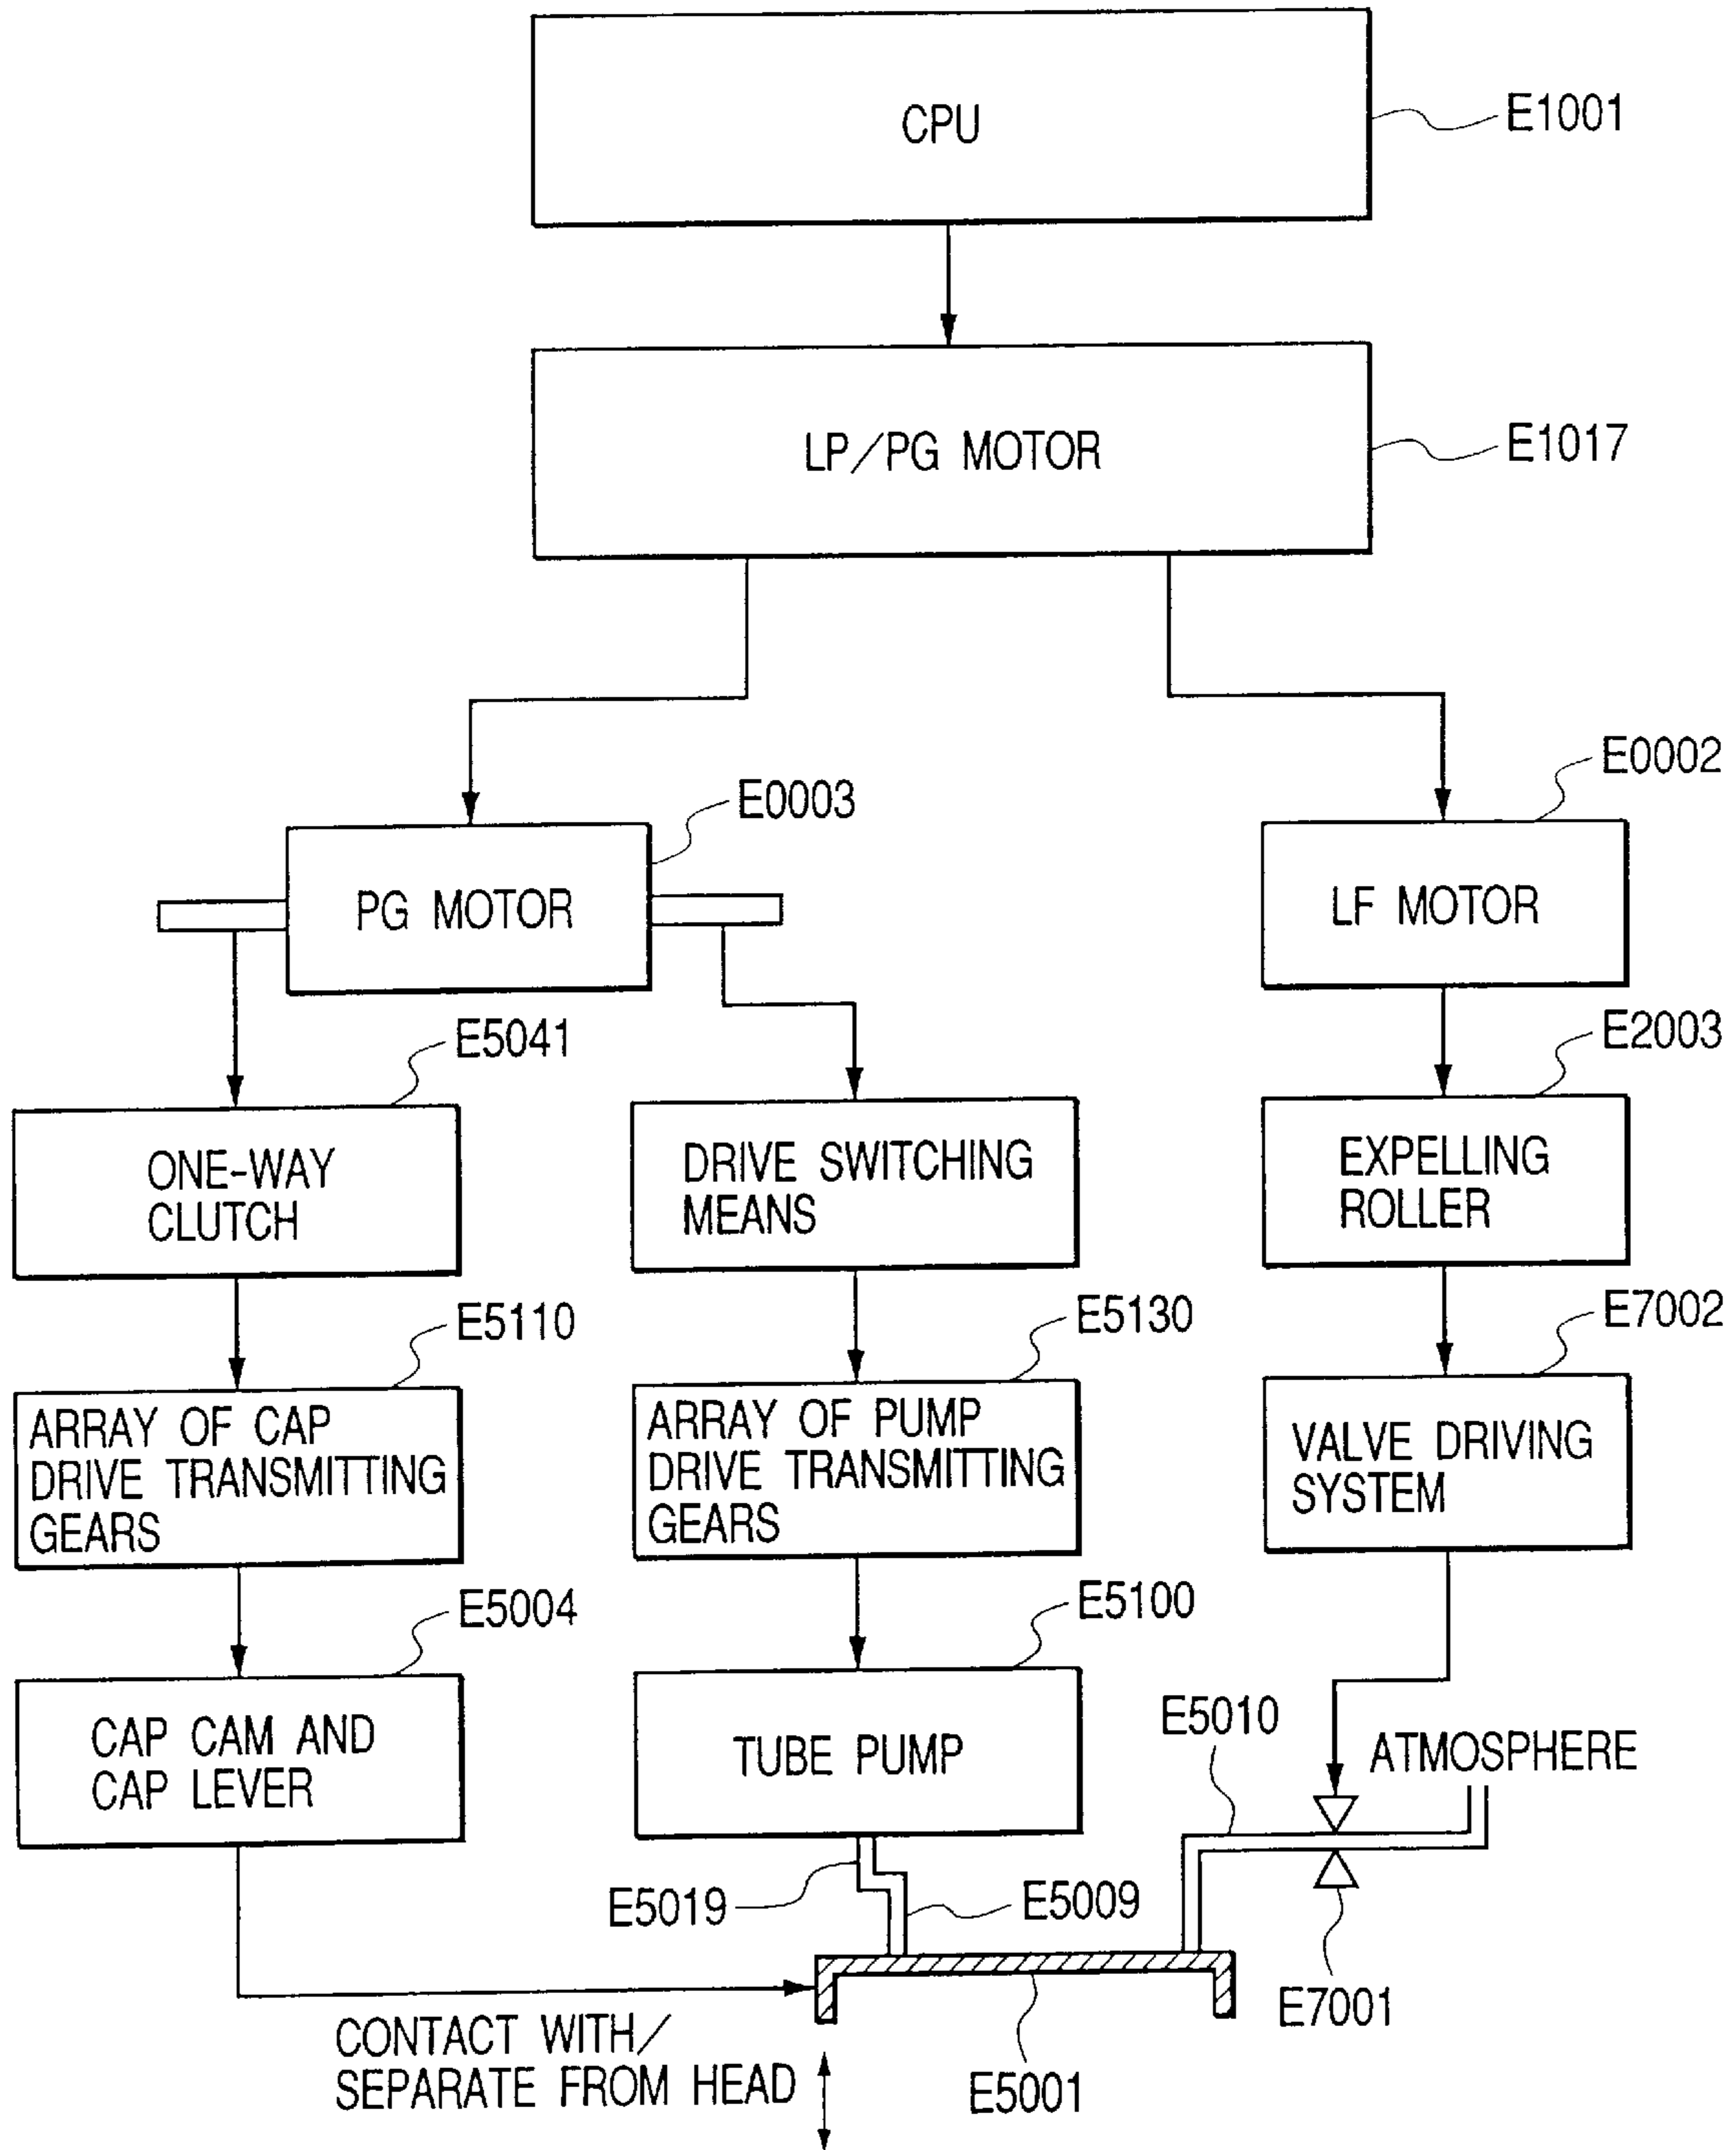 CPU
E1001
LP/PG MOTOR
E1017
E0002
E0003
PG MOTOR
LF MOTOR
E5041
E2003
ONE-WAY
CLUTCH
DRIVE SWITCHING
MEANS
EXPELLING
ROLLER
E5110
E5130
E7002
ARRAY OF CAP
DRIVE TRANSMITTING
GEARS
ARRAY OF PUMP
DRIVE TRANSMITTING
GEARS
VALVE DRIVING
SYSTEM
E5004
E5100
CAP CAM AND
CAP LEVER
TUBE PUMP
E5010
ATMOSPHERE
E5019
E5009
E7001
CONTACT WITH/
SEPARATE FROM HEAD
E5001